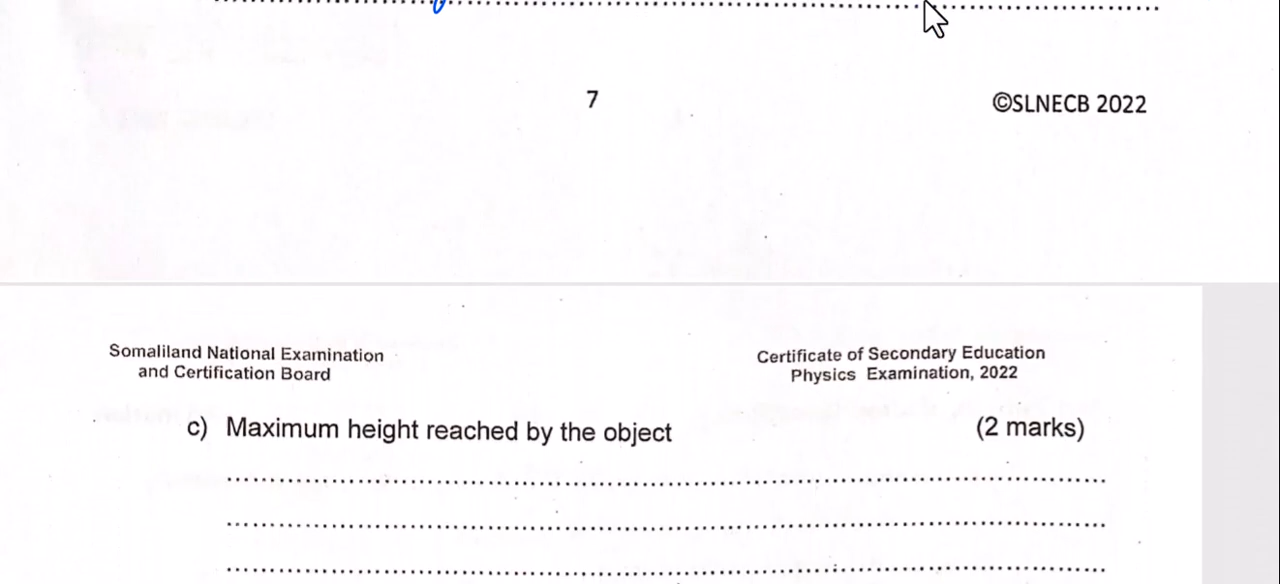 7
©SLNECB 2022
Somaliland National Examination
and Certification Board
Certificate of Secondary Education
Physics Examination, 2022
c) Maximum height reached by the object (2 marks)